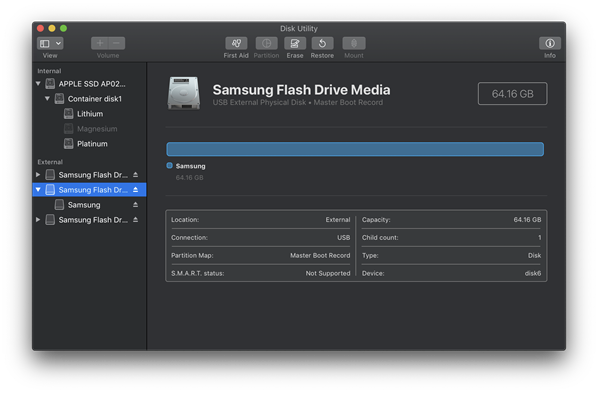 Disk Utility
View
Volume
First Aid
Partition
Erase
Restore
Mount
Info
Internal
APPLE SSD AP02...
Container disk1
Lithium
Magnesium
Platinum
External
Samsung Flash Dr...
Samsung Flash Dr...
Samsung
Samsung Flash Dr...
Samsung Flash Drive Media
USB External Physical Disk • Master Boot Record
64.16 GB
Samsung
64.16 GB
Location: External
Connection: USB
Partition Map: Master Boot Record
S.M.A.R.T. status: Not Supported
Capacity: 64.16 GB
Child count: 1
Type: Disk
Device: disk6